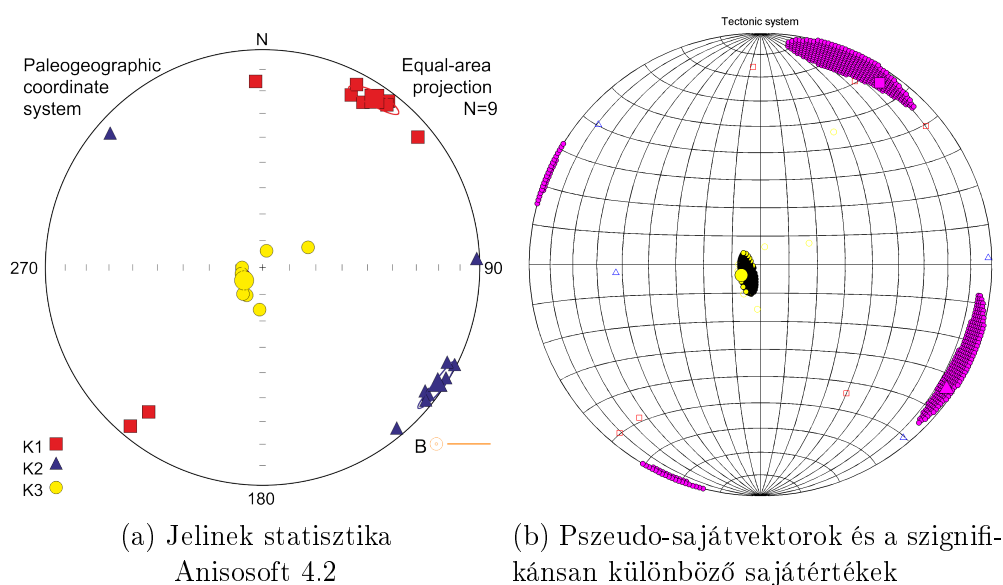 Tectonic system
N
Paleogeographic
coordinate
system
Equal-area
projection
N=9
270
90
B
K1
K2
K3
180
(a) Jelinek statisztika
Anisosoft 4.2
(b) Pszeudo-sajátvektorok és a szignifi-
kánsan különböző sajátértékek